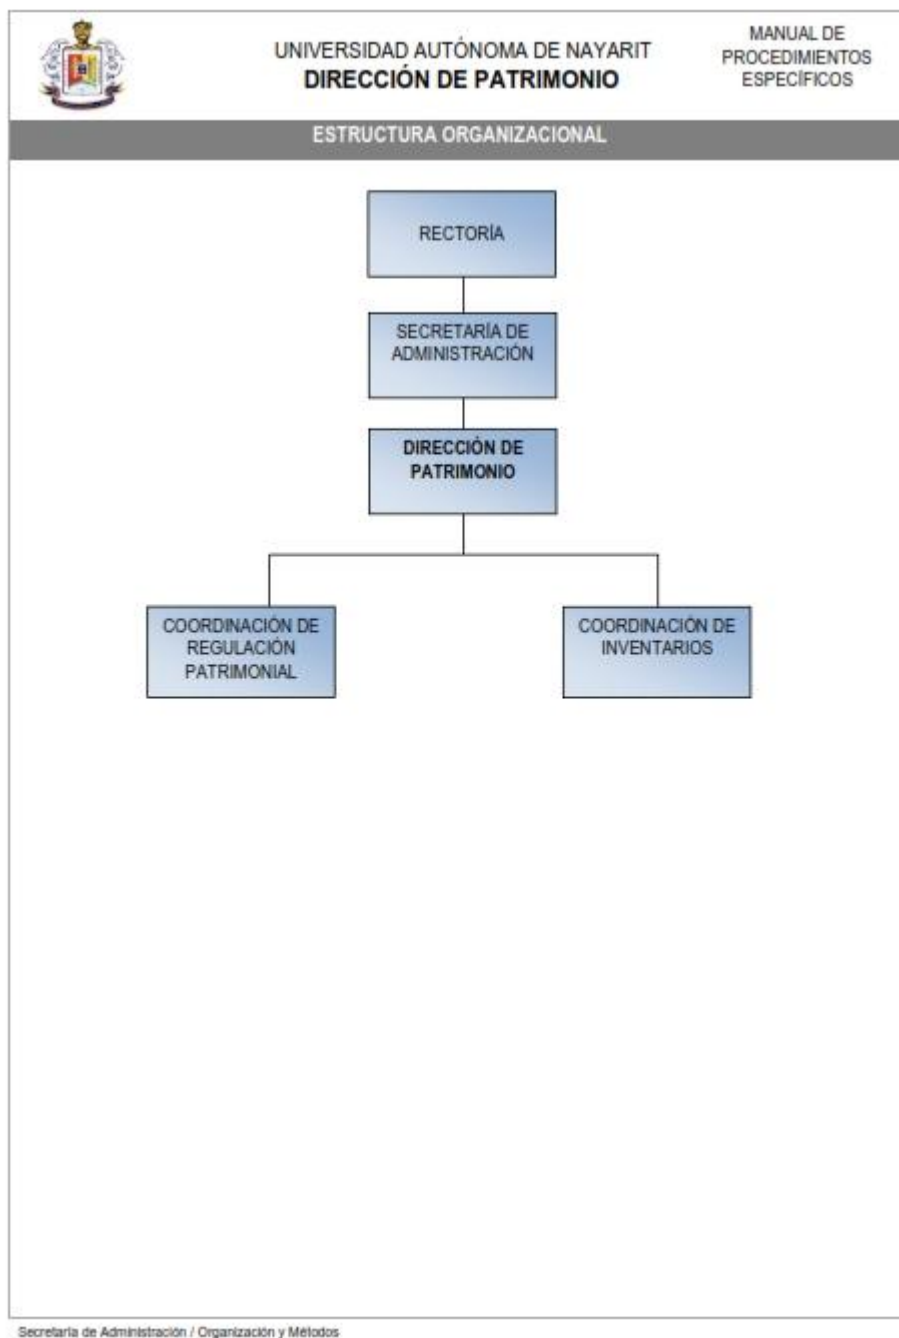 UNIVERSIDAD AUTÓNOMA DE NAYARIT
DIRECCIÓN DE PATRIMONIO
MANUAL DE
PROCEDIMIENTOS
ESPECÍFICOS
ESTRUCTURA ORGANIZACIONAL
RECTORÍA
SECRETARÍA DE
ADMINISTRACIÓN
DIRECCIÓN DE
PATRIMONIO
COORDINACIÓN DE
REGULACIÓN
PATRIMONIAL
COORDINACIÓN DE
INVENTARIOS
Secretaría de Administración / Organización y Métodos